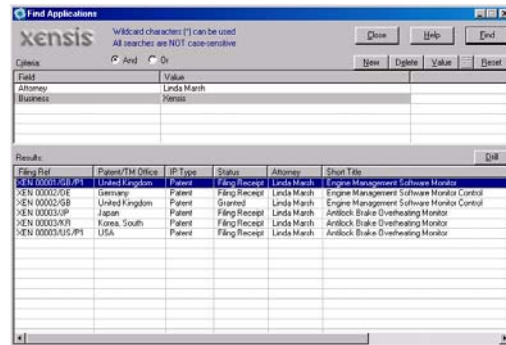 Find Applications
xensis
Wildcard characters (*) can be used
All searches are NOT case-sensitive
Close Help Find
Criteria: And Or New Delete Value Reset
Field Value
Attorney Linda Marsh
Business Xensis
Results: Drill
Filing Ref Patent/TM Office IP Type Status Attorney Short Title
XEN 00001/GB/P1 United Kingdom Patent Filing Receipt Linda Marsh Engine Management Software Monitor
XEN 00002/DE Germany Patent Filing Receipt Linda Marsh Engine Management Software Monitor Control
XEN 00002/GB United Kingdom Patent Granted Linda Marsh Engine Management Software Monitor Control
XEN 00003/JP Japan Patent Filing Receipt Linda Marsh Antilock Brake Overheating Monitor
XEN 00003/KR Korea, South Patent Filing Receipt Linda Marsh Antilock Brake Overheating Monitor
XEN 00003/US/P1 USA Patent Filing Receipt Linda Marsh Antilock Brake Overheating Monitor